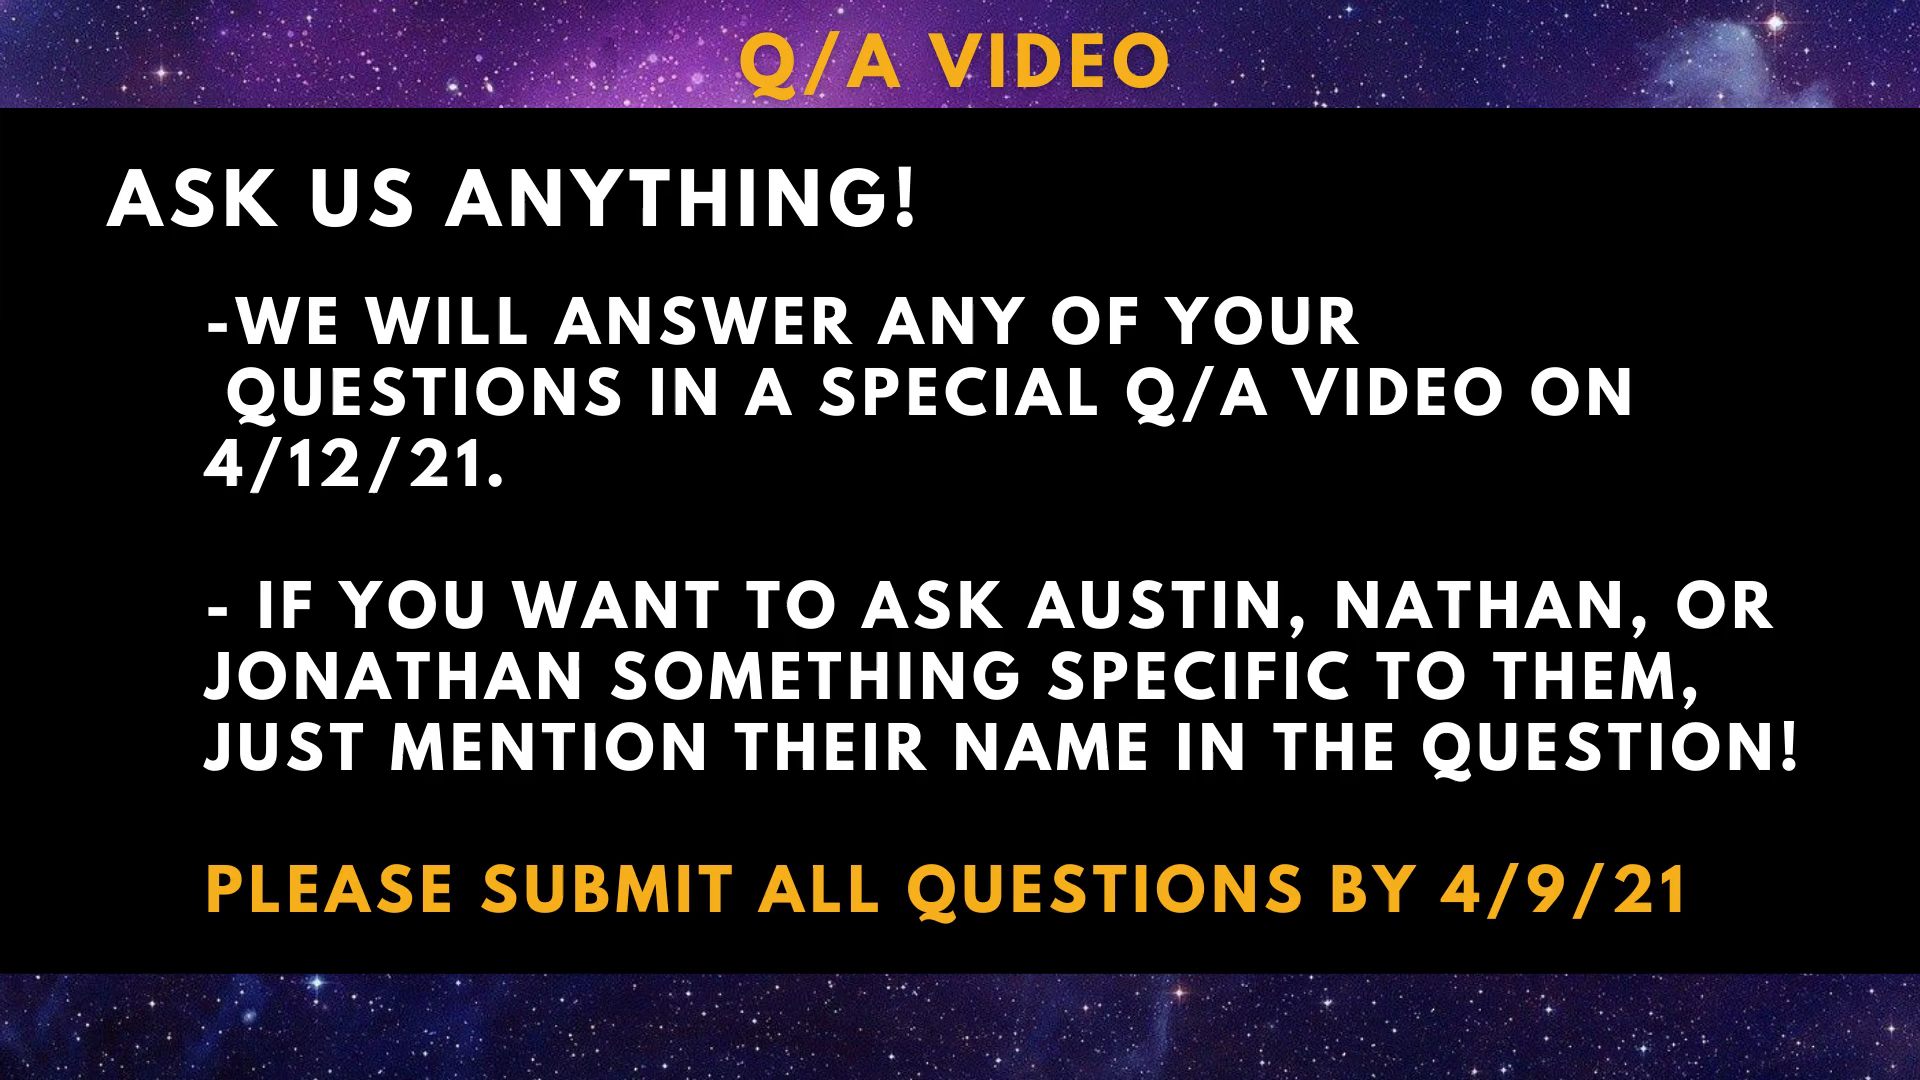 Q/A VIDEO
ASK US ANYTHING!
-WE WILL ANSWER ANY OF YOUR
QUESTIONS IN A SPECIAL Q/A VIDEO ON
4/12/21.
- IF YOU WANT TO ASK AUSTIN, NATHAN, OR
JONATHAN SOMETHING SPECIFIC TO THEM,
JUST MENTION THEIR NAME IN THE QUESTION!
PLEASE SUBMIT ALL QUESTIONS BY 4/9/21